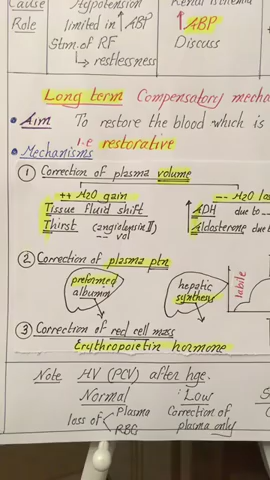 Cause
Role
Hypotension
limited in ↑ ABP
Stm. of RF
↳ restlessness
Renal ischemia
↑ ABP
Discuss
Long term Compensatory mecha
• Aim To restore the blood which is
i.e restorative
• Mechanisms
① Correction of plasma volume
++ H2O gain
Tissue Fluid shift
Thirst (angiotensin II)
-- vol
-- H2O los
↑ ADH due to --
Aldosterone due to
② Correction of plasma ptn
preformed
albumin
hepatic
synthesis
labile
③ Correction of red cell mass
Erythropoietin hormone
Note HV (PCV) after hge.
Normal
loss of < Plasma
RBG
: Low
Correction of
plasma only